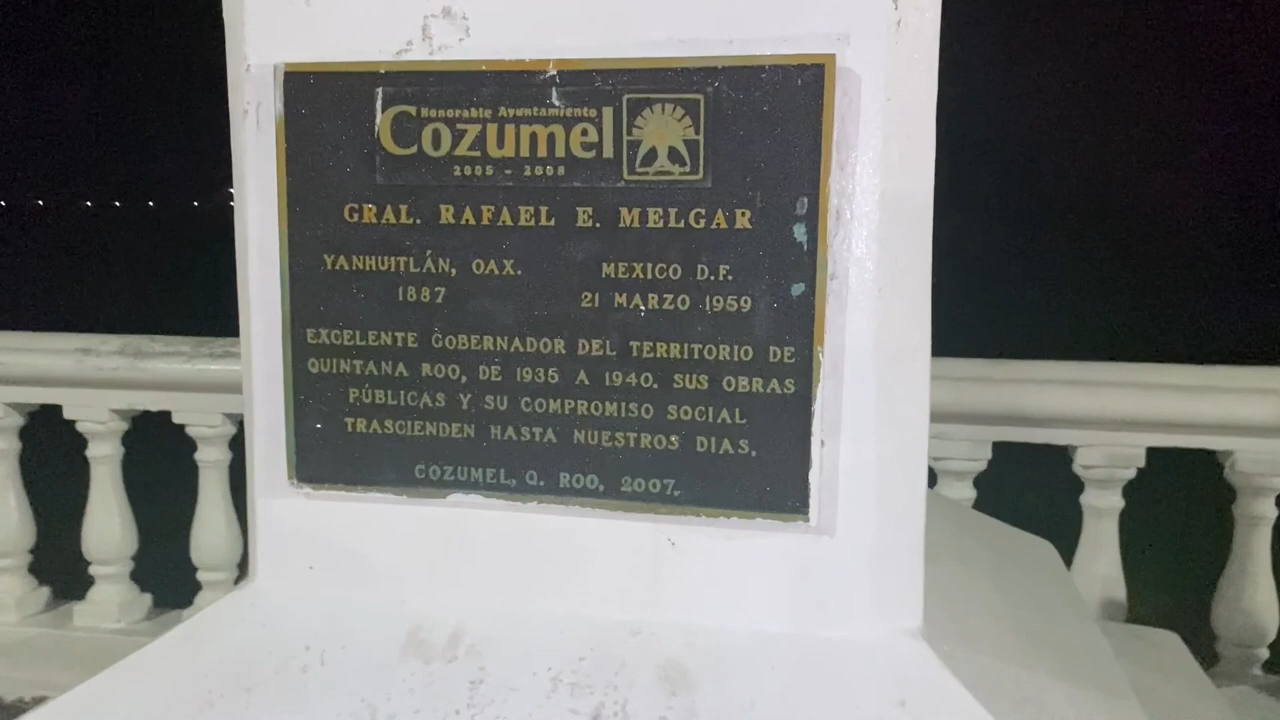 Honorable Ayuntamiento
Cozumel
2005 - 2008
GRAL. RAFAEL E. MELGAR
YANHUITLÁN, OAX. MEXICO D.F.
1887 21 MARZO 1959
EXCELENTE GOBERNADOR DEL TERRITORIO DE
QUINTANA ROO, DE 1935 A 1940. SUS OBRAS
PÚBLICAS Y SU COMPROMISO SOCIAL
TRASCIENDEN HASTA NUESTROS DIAS.
COZUMEL, Q. ROO, 2007.